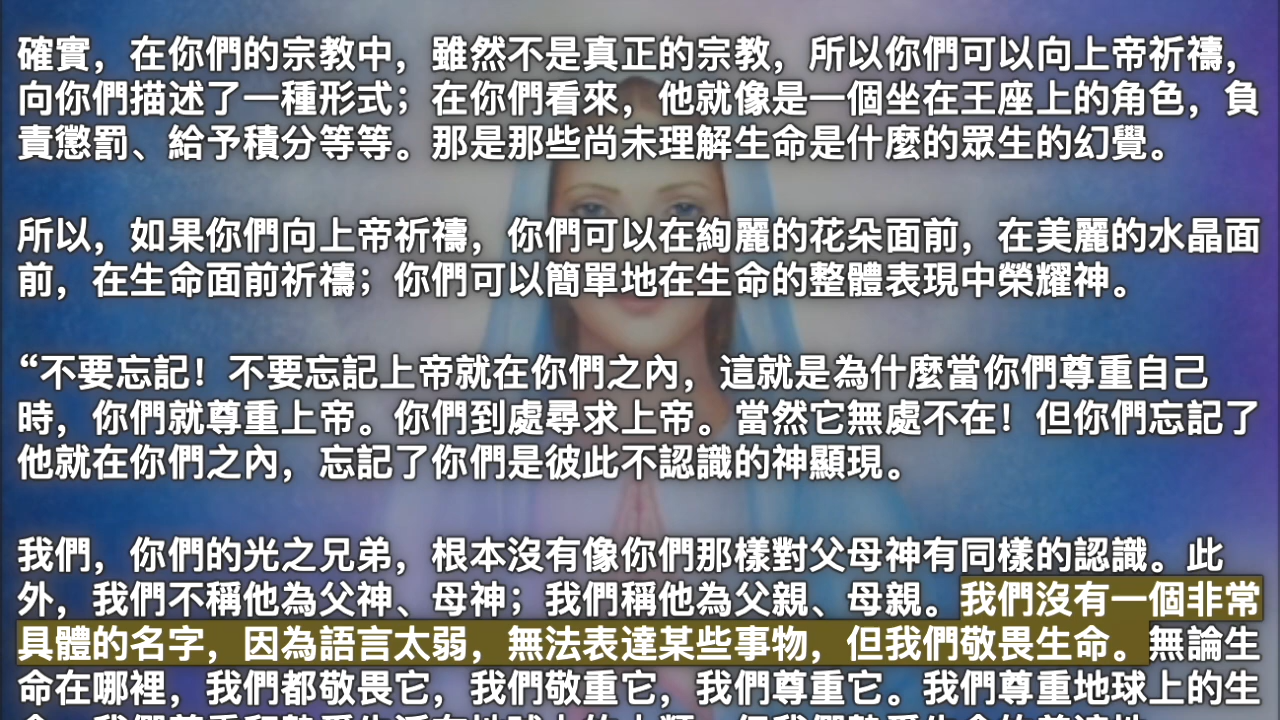 確實，在你們的宗教中，雖然不是真正的宗教，所以你們可以向上帝祈禱，
向你們描述了一種形式；在你們看來，他就像是一個坐在王座上的角色，負
責懲罰、給予積分等等。那是那些尚未理解生命是什麼的眾生的幻覺。
所以，如果你們向上帝祈禱，你們可以在絢麗的花朵面前，在美麗的水晶面
前，在生命面前祈禱；你們可以簡單地在生命的整體表現中榮耀神。
“不要忘記！不要忘記上帝就在你們之內，這就是為什麼當你們尊重自己
時，你們就尊重上帝。你們到處尋求上帝。當然它無處不在！但你們忘記了
他就在你們之內，忘記了你們是彼此不認識的神顯現。
我們，你們的光之兄弟，根本沒有像你們那樣對父母神有同樣的認識。此
外，我們不稱他為父神、母神；我們稱他為父親、母親。我們沒有一個非常
具體的名字，因為語言太弱，無法表達某些事物，但我們敬畏生命。無論生
命在哪裡，我們都敬畏它，我們敬重它，我們尊重它。我們尊重地球上的生